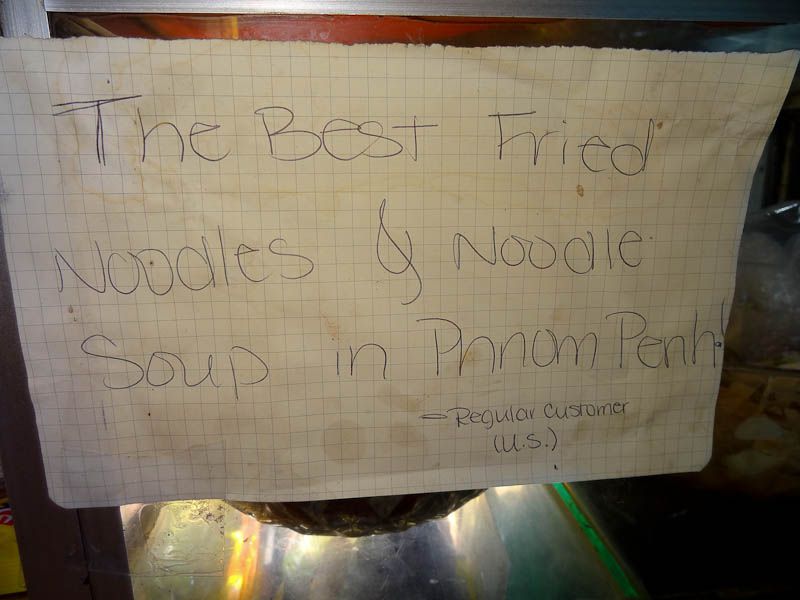 The Best Fried
Noodles & Noodle
Soup in Phnom Penh!
- Regular customer
(U.S.)